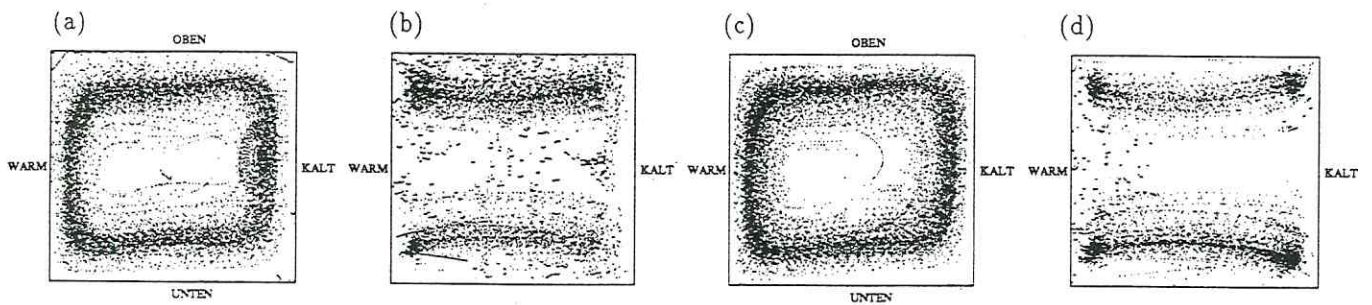 (a) (b) (c) (d)
OBEN OBEN
WARM KALT WARM KALT WARM KALT WARM KALT
UNTEN UNTEN